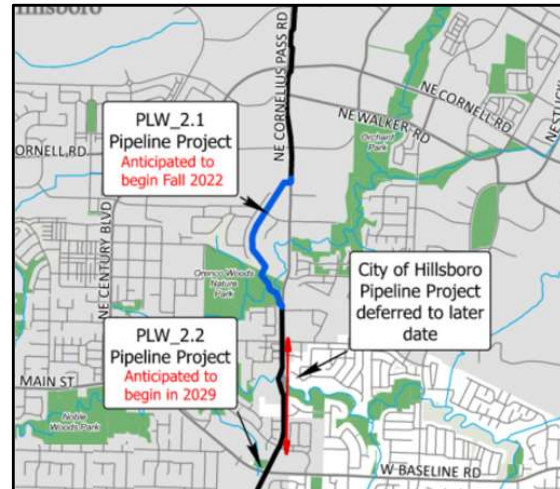 illsboro
NE CORNELIUS PASS RD
PLW_2.1
Pipeline Project
Anticipated to
begin Fall 2022
NE CORNELL RD
NE WALKER RD
NE ST
Orchard
Park
ORNELL RD
NE CENTURY BLVD
Orenco Woods
Nature
Park
City of Hillsboro
Pipeline Project
deferred to later
date
PLW_2.2
Pipeline Project
Anticipated to
begin in 2029
MAIN ST
Noble
Woods Park
W BASELINE RD